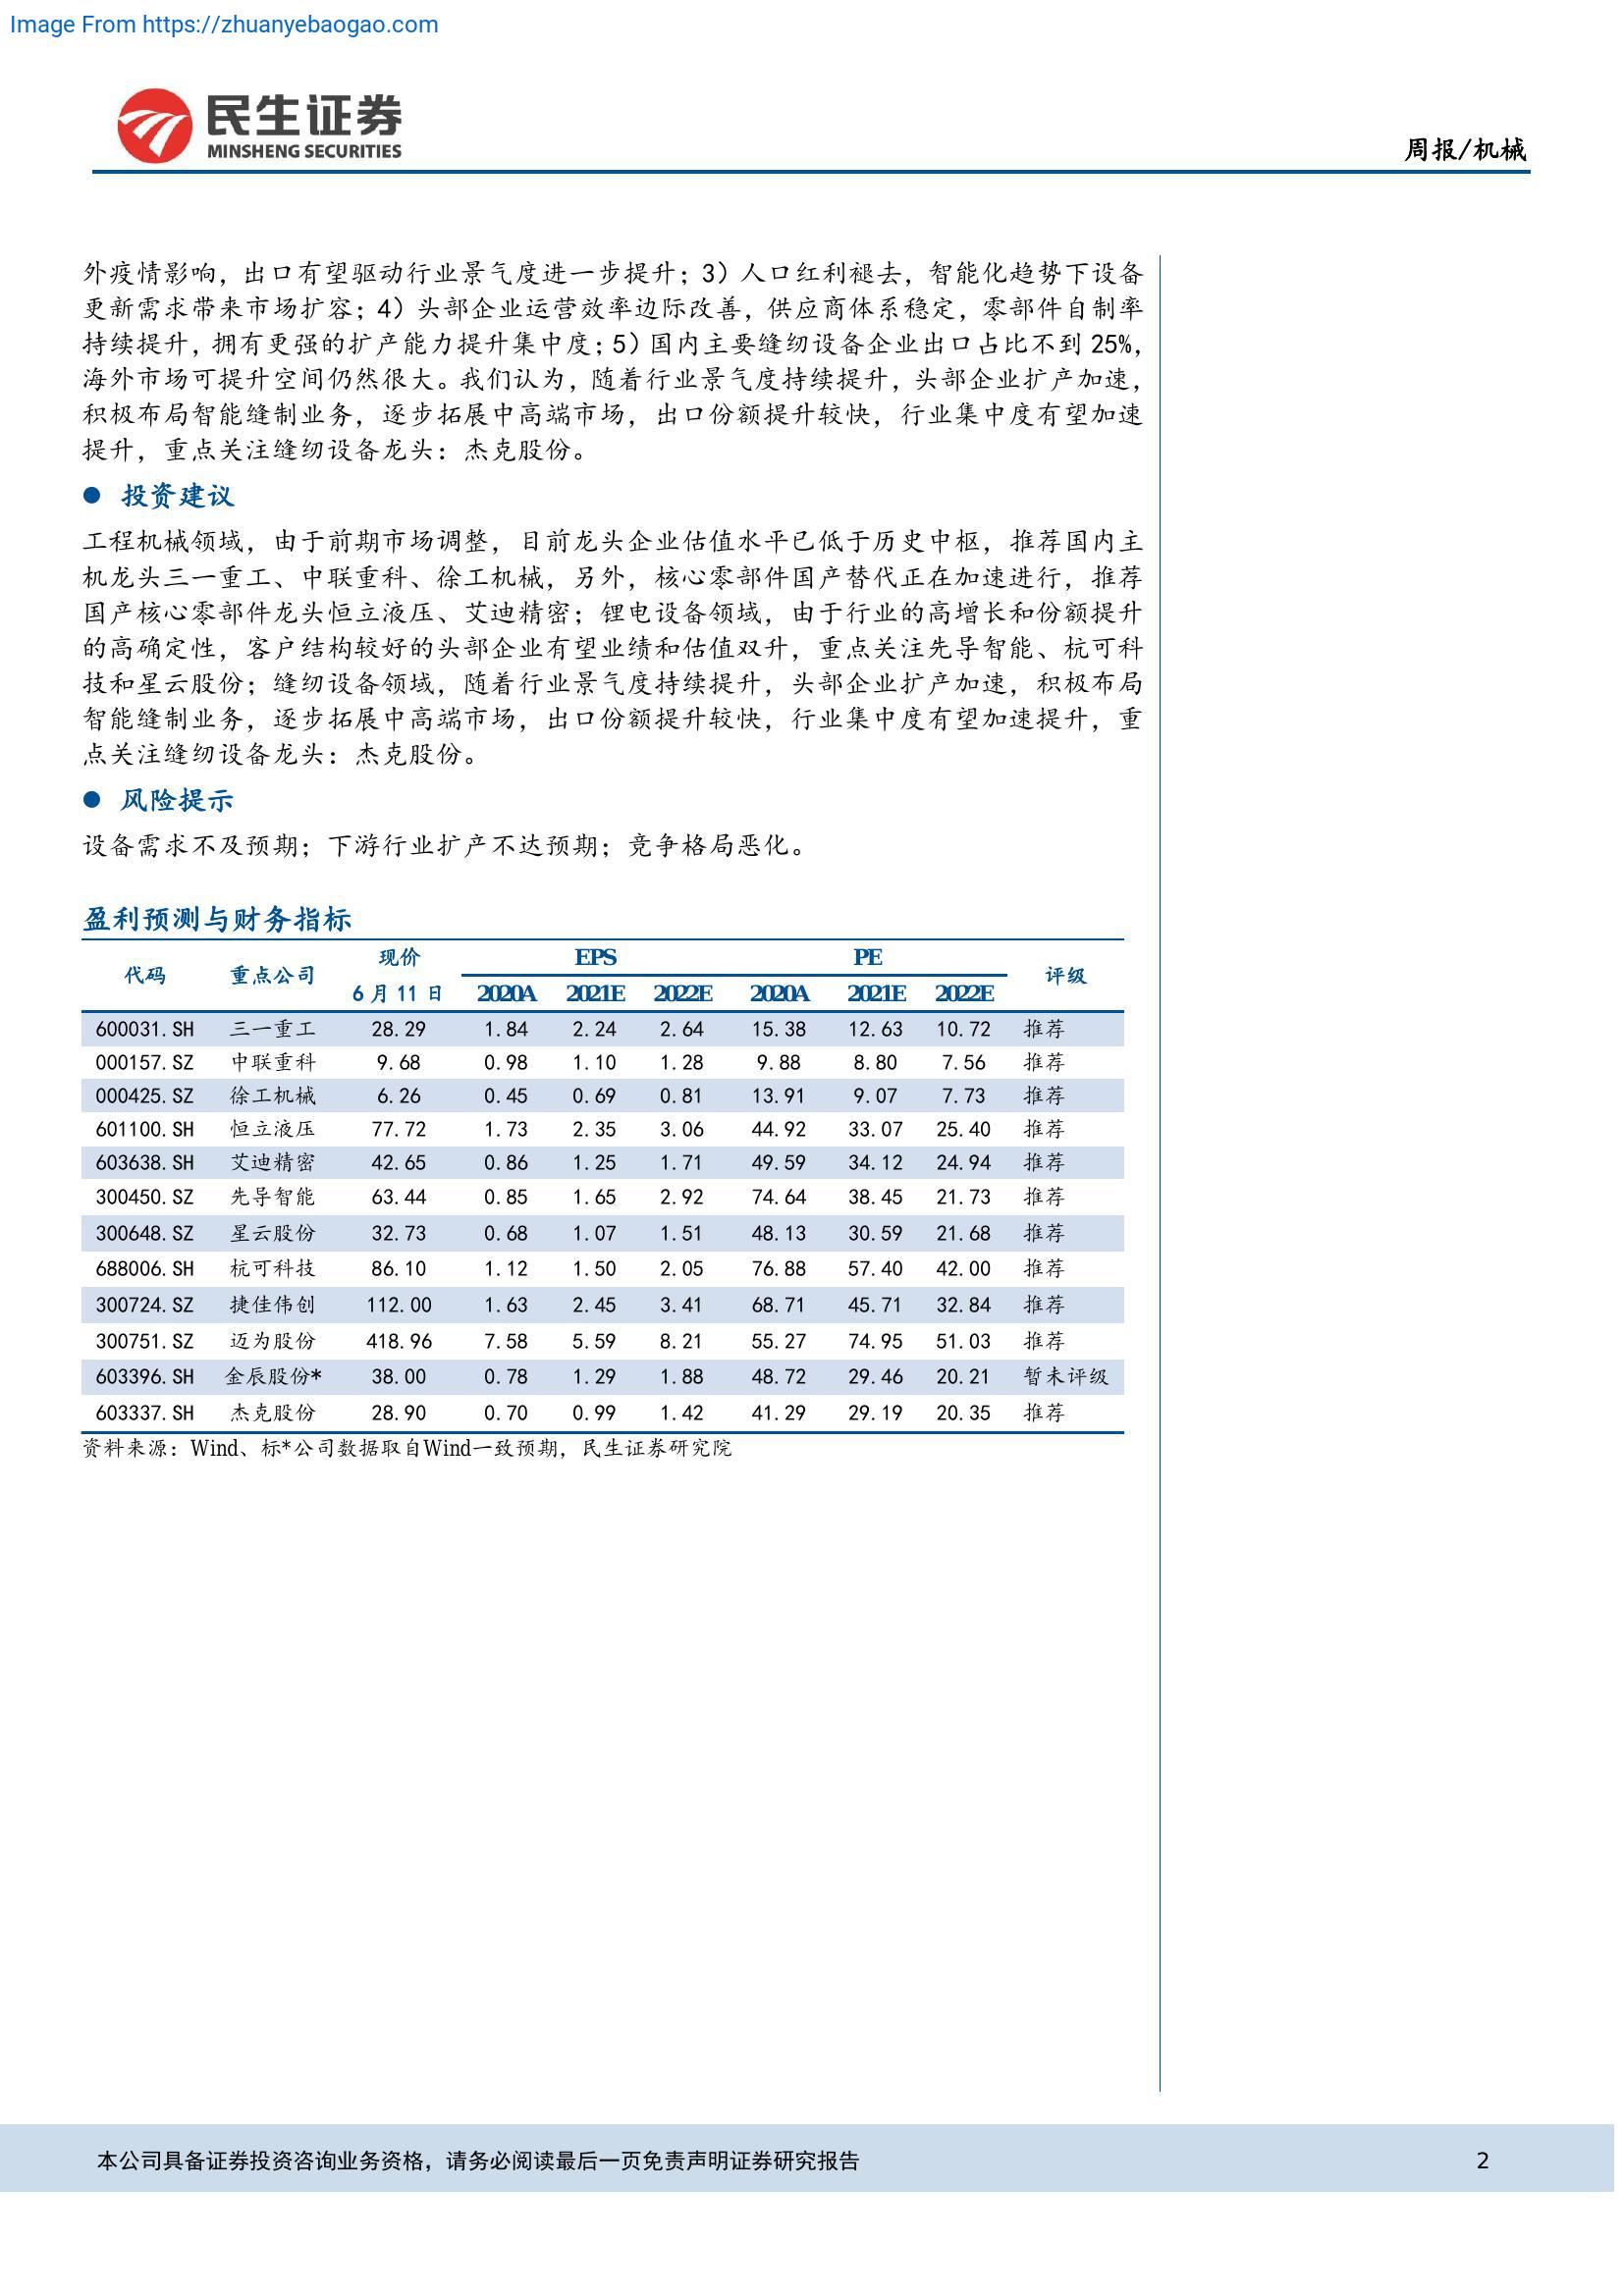 Image From https://zhuanyebaogao.com
民生证券
MINSHENG SECURITIES
周报/机械
外疫情影响，出口有望驱动行业景气度进一步提升；3）人口红利褪去，智能化趋势下设备
更新需求带来市场扩容；4）头部企业运营效率边际改善，供应商体系稳定，零部件自制率
持续提升，拥有更强的扩产能力提升集中度；5）国内主要缝纫设备企业出口占比不到 25%，
海外市场可提升空间仍然很大。我们认为，随着行业景气度持续提升，头部企业扩产加速，
积极布局智能缝制业务，逐步拓展中高端市场，出口份额提升较快，行业集中度有望加速
提升，重点关注缝纫设备龙头：杰克股份。
● 投资建议
工程机械领域，由于前期市场调整，目前龙头企业估值水平已低于历史中枢，推荐国内主
机龙头三一重工、中联重科、徐工机械，另外，核心零部件国产替代正在加速进行，推荐
国产核心零部件龙头恒立液压、艾迪精密；锂电设备领域，由于行业的高增长和份额提升
的高确定性，客户结构较好的头部企业有望业绩和估值双升，重点关注先导智能、杭可科
技和星云股份；缝纫设备领域，随着行业景气度持续提升，头部企业扩产加速，积极布局
智能缝制业务，逐步拓展中高端市场，出口份额提升较快，行业集中度有望加速提升，重
点关注缝纫设备龙头：杰克股份。
● 风险提示
设备需求不及预期；下游行业扩产不达预期；竞争格局恶化。
盈利预测与财务指标
代码 重点公司 现价 EPS PE 评级
6 月 11 日 2020A 2021E 2022E 2020A 2021E 2022E
600031.SH 三一重工 28.29 1.84 2.24 2.64 15.38 12.63 10.72 推荐
000157.SZ 中联重科 9.68 0.98 1.10 1.28 9.88 8.80 7.56 推荐
000425.SZ 徐工机械 6.26 0.45 0.69 0.81 13.91 9.07 7.73 推荐
601100.SH 恒立液压 77.72 1.73 2.35 3.06 44.92 33.07 25.40 推荐
603638.SH 艾迪精密 42.65 0.86 1.25 1.71 49.59 34.12 24.94 推荐
300450.SZ 先导智能 63.44 0.85 1.65 2.92 74.64 38.45 21.73 推荐
300648.SZ 星云股份 32.73 0.68 1.07 1.51 48.13 30.59 21.68 推荐
688006.SH 杭可科技 86.10 1.12 1.50 2.05 76.88 57.40 42.00 推荐
300724.SZ 捷佳伟创 112.00 1.63 2.45 3.41 68.71 45.71 32.84 推荐
300751.SZ 迈为股份 418.96 7.58 5.59 8.21 55.27 74.95 51.03 推荐
603396.SH 金辰股份* 38.00 0.78 1.29 1.88 48.72 29.46 20.21 暂未评级
603337.SH 杰克股份 28.90 0.70 0.99 1.42 41.29 29.19 20.35 推荐
资料来源：Wind、标*公司数据取自Wind一致预期，民生证券研究院
本公司具备证券投资咨询业务资格，请务必阅读最后一页免责声明证券研究报告 2